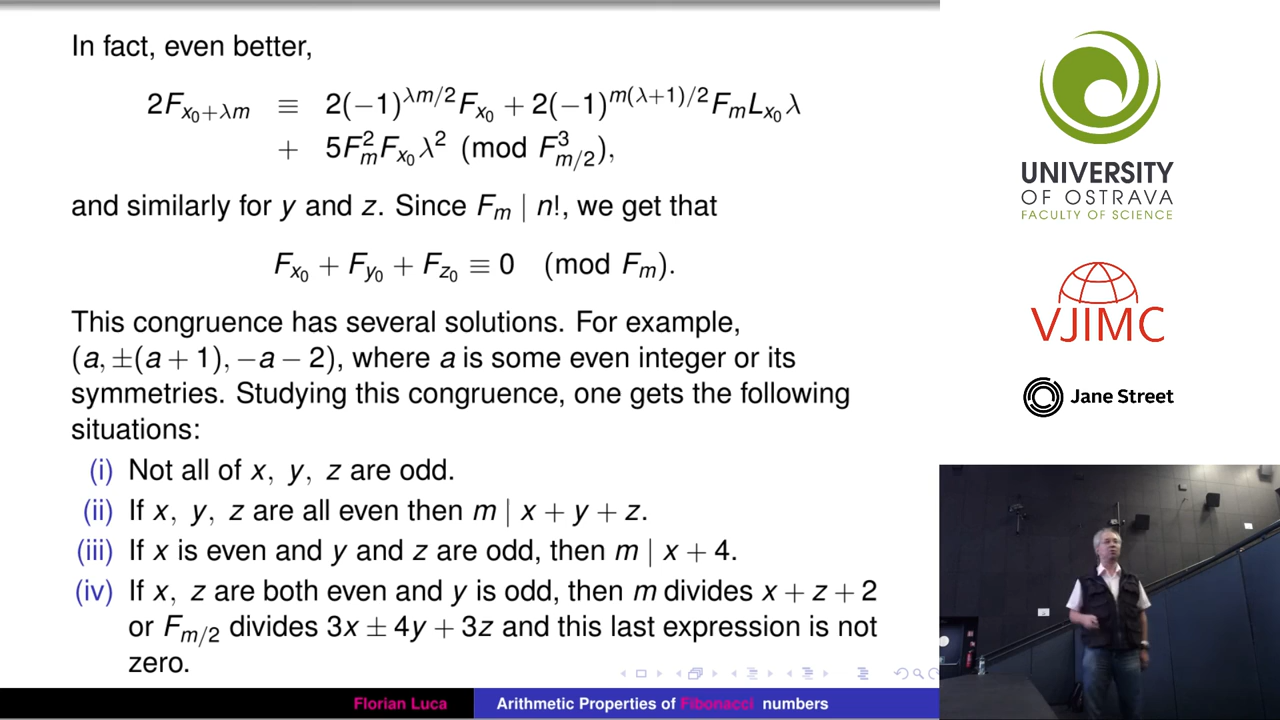 In fact, even better,
2F_{x_0+λm} ≡ 2(−1)^{λm/2}F_{x_0} + 2(−1)^{m(λ+1)/2}F_m L_{x_0} λ
+ 5F_m^2 F_{x_0} λ^2 (mod F_{m/2}^3),
and similarly for y and z. Since F_m | n!, we get that
F_{x_0} + F_{y_0} + F_{z_0} ≡ 0 (mod F_m).
This congruence has several solutions. For example,
(a, ±(a + 1), −a − 2), where a is some even integer or its
symmetries. Studying this congruence, one gets the following
situations:
(i) Not all of x, y, z are odd.
(ii) If x, y, z are all even then m | x + y + z.
(iii) If x is even and y and z are odd, then m | x + 4.
(iv) If x, z are both even and y is odd, then m divides x + z + 2
or F_{m/2} divides 3x ± 4y + 3z and this last expression is not
zero.
Florian Luca
Arithmetic Properties of Fibonacci numbers
UNIVERSITY
OF OSTRAVA
FACULTY OF SCIENCE
VJIMC
Jane Street